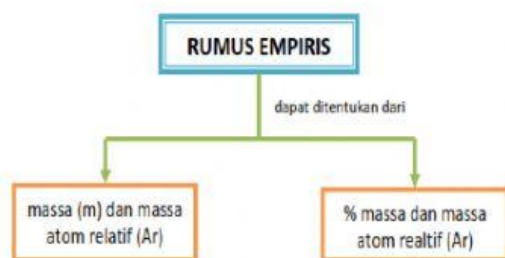 RUMUS EMPIRIS
dapat ditentukan dari
massa (m) dan massa
atom relatif (Ar)
% massa dan massa
atom realtif (Ar)